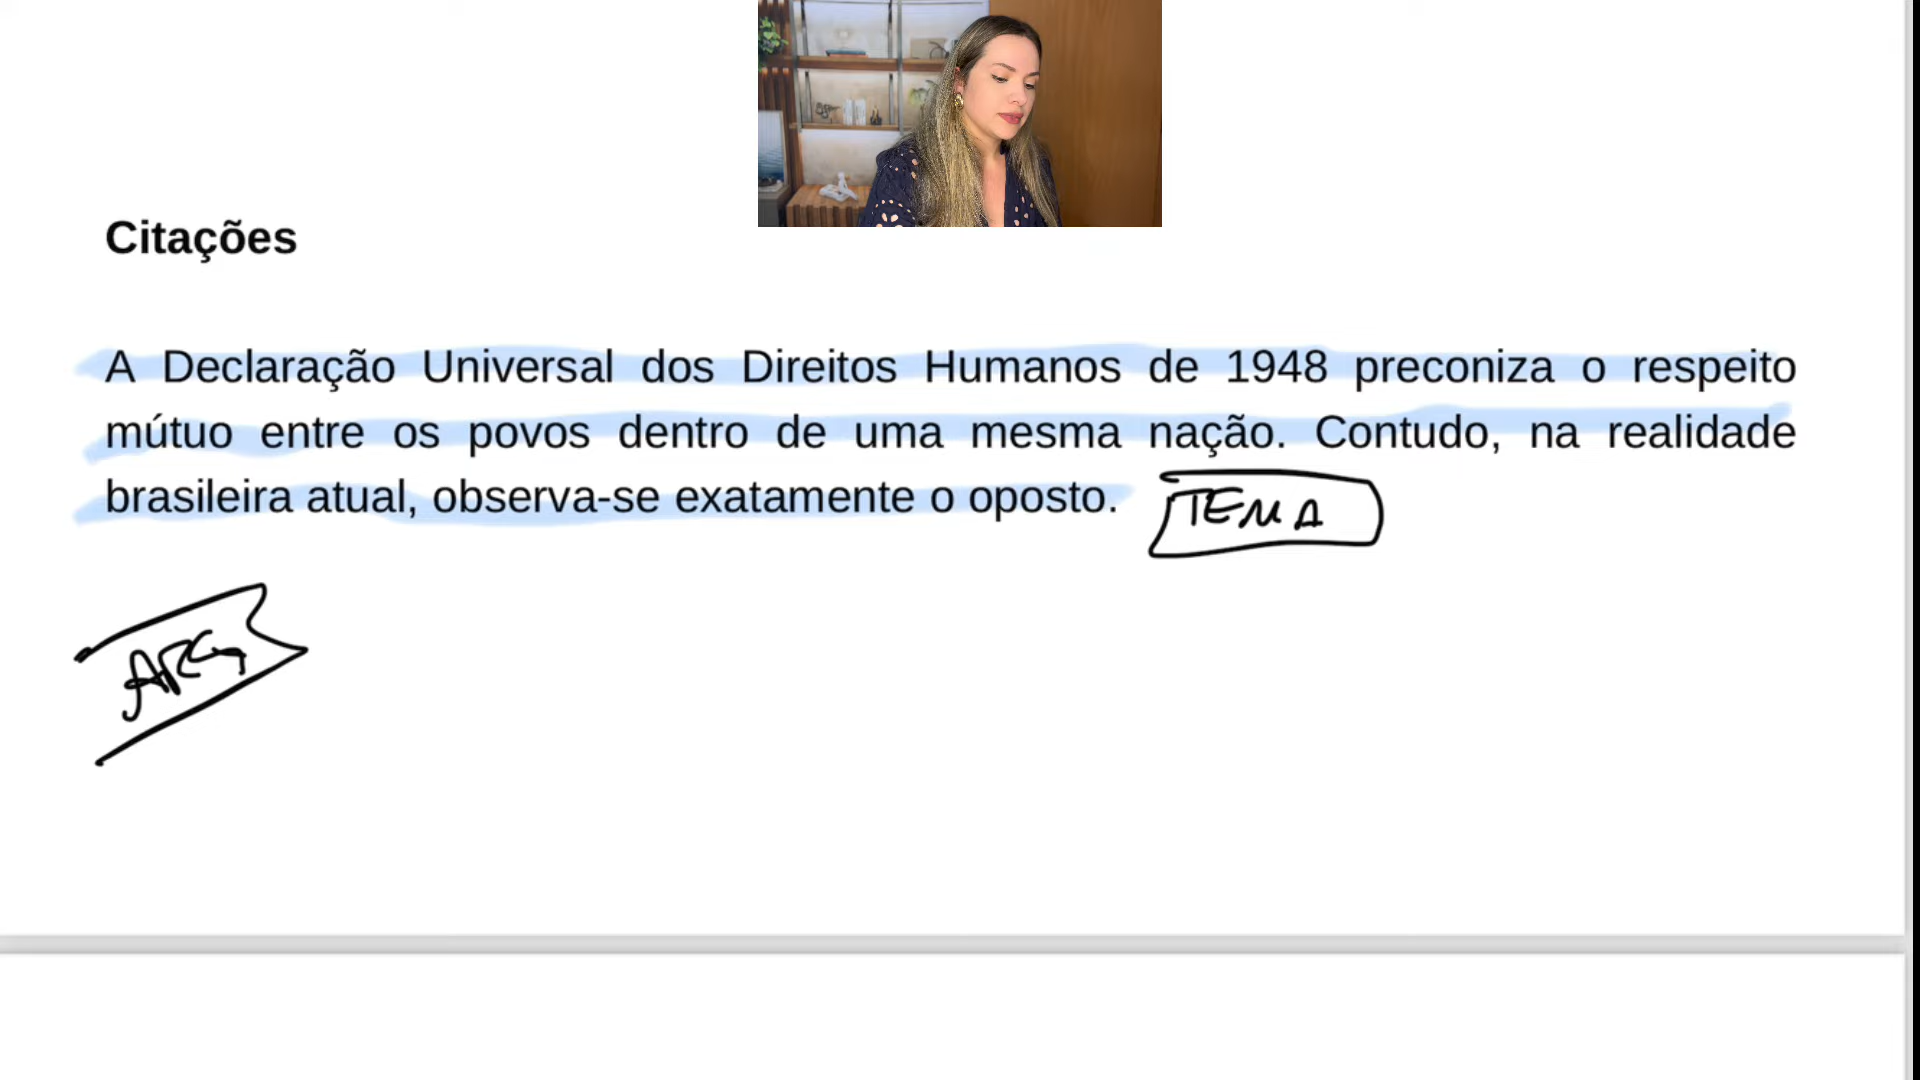 Citações
A Declaração Universal dos Direitos Humanos de 1948 preconiza o respeito
mútuo entre os povos dentro de uma mesma nação. Contudo, na realidade
brasileira atual, observa-se exatamente o oposto.
TEMA
ARG